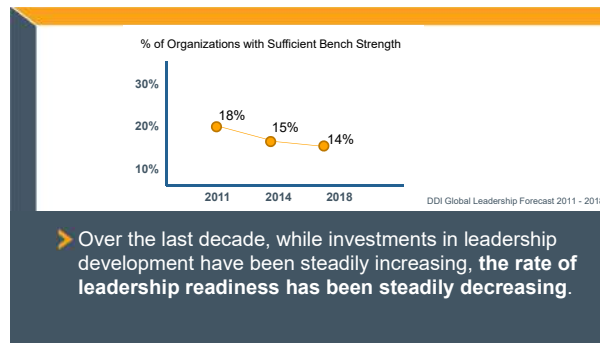 % of Organizations with Sufficient Bench Strength
30%
20%
10%
18%
15%
14%
2011 2014 2018
DDI Global Leadership Forecast 2011 - 2018
Over the last decade, while investments in leadership
development have been steadily increasing, the rate of
leadership readiness has been steadily decreasing.